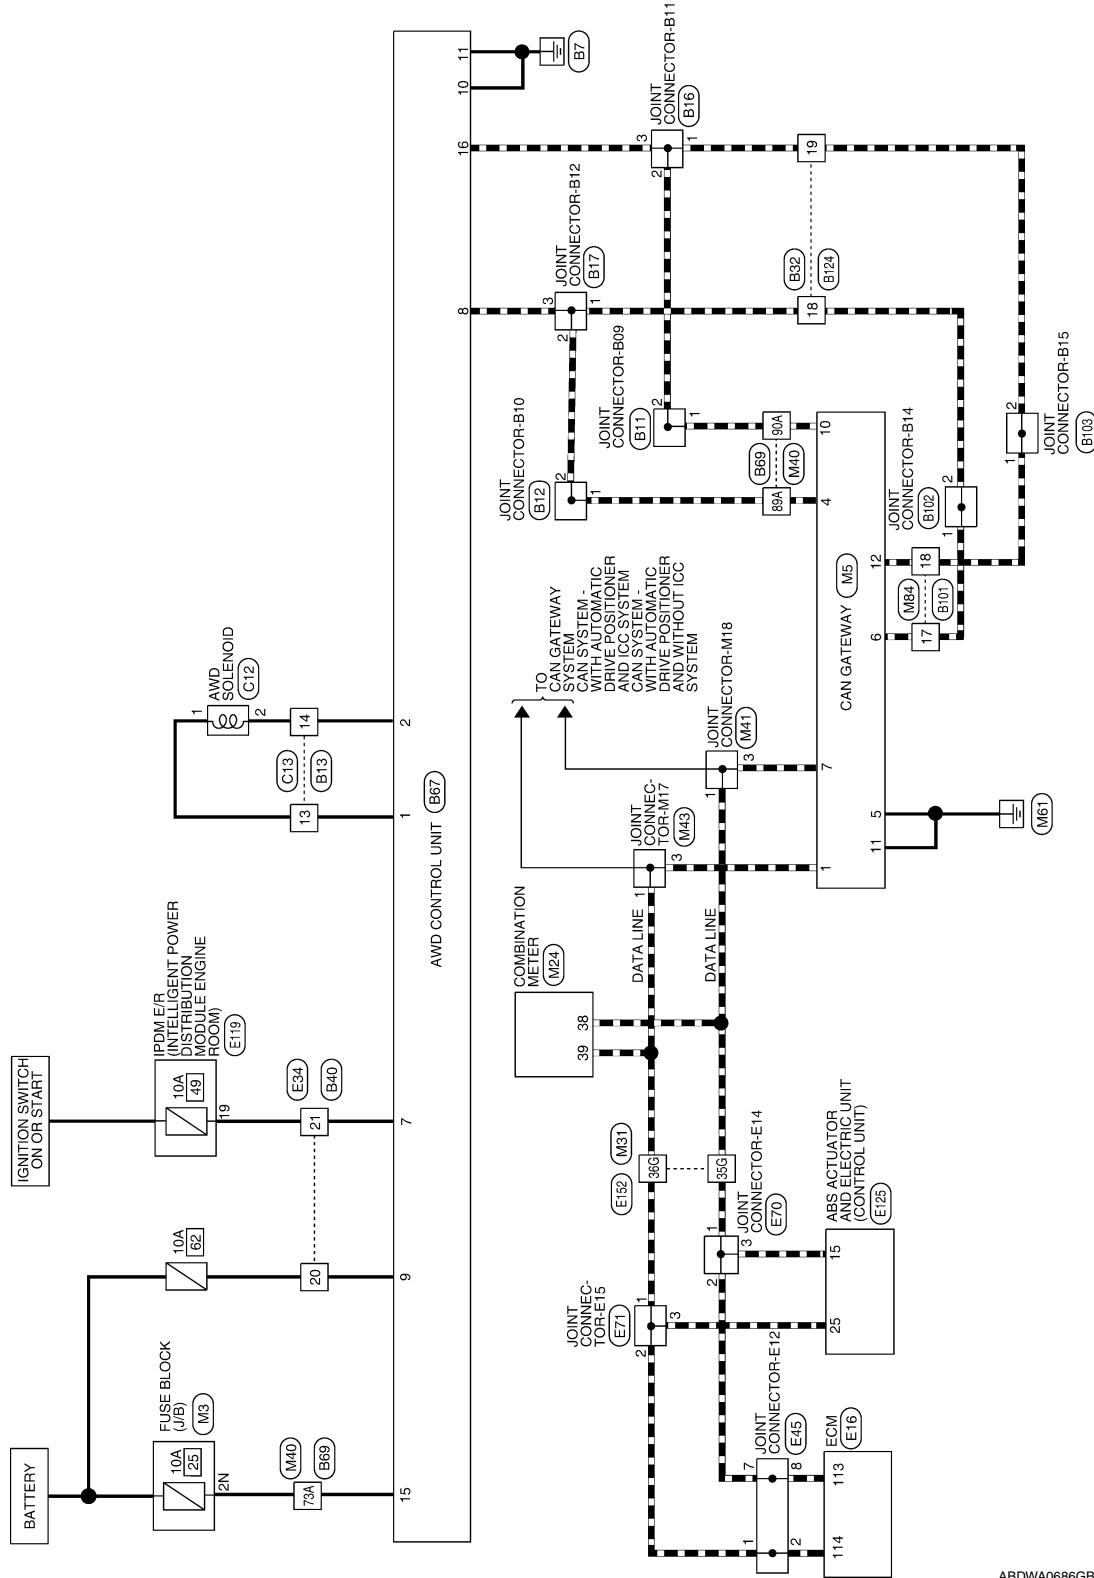 BATTERY
FUSE BLOCK
(J/B)
M3
10A
25
2N
M40
B69
73A
15
10A
62
20
9
IGNITION SWITCH
ON OR START
IPDM E/R
(INTELLIGENT POWER
DISTRIBUTION
MODULE ENGINE
ROOM)
E119
10A
49
19
E34
B40
21
7
AWD CONTROL UNIT
B67
AWD
SOLENOID
C12
1
2
C13
B13
13
14
1
2
8
16
10
11
B7
JOINT
CONNECTOR-B12
B17
3
2
1
JOINT
CONNECTOR-B11
B16
3
2
1
JOINT
CONNECTOR-B10
B12
2
1
JOINT
CONNECTOR-B09
B11
2
1
B32
B124
18
19
B69
M40
89A
90A
4
10
JOINT
CONNECTOR-B14
B102
1
2
JOINT
CONNECTOR-B15
B103
1
2
M84
B101
17
18
6
12
CAN GATEWAY
M5
5
11
M61
1
7
TO
CAN GATEWAY
SYSTEM
CAN SYSTEM -
WITH AUTOMATIC
DRIVE POSITIONER
AND ICC SYSTEM
CAN SYSTEM -
WITH AUTOMATIC
DRIVE POSITIONER
AND WITHOUT ICC
SYSTEM
JOINT
CONNECTOR-M18
M41
1
3
JOINT
CONNEC-
TOR-M17
M43
1
3
DATA LINE
DATA LINE
COMBINATION
METER
M24
39
38
M31
E152
36G
35G
JOINT
CONNECTOR-E14
E70
1
2
3
JOINT
CONNEC-
TOR-E15
E71
1
2
3
ABS ACTUATOR
AND ELECTRIC UNIT
(CONTROL UNIT)
E125
25
15
JOINT
CONNECTOR-E12
E45
1
7
2
8
ECM
E16
114
113
ABDWA0686GB